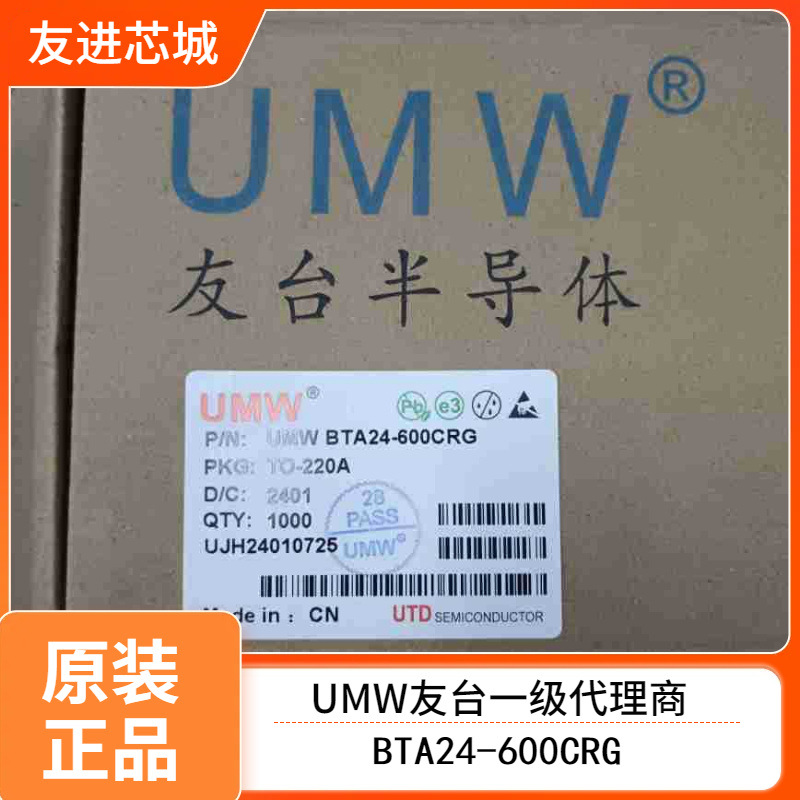 友进芯城
UMW®
友台半导体
UMW®
Pb e3
P/N: UMW BTA24-600CRG
PKG: TO-220A
D/C: 2401
QTY: 1000
UJH24010725
28
PASS
UMW®
Made in : CN
UTD SEMICONDUCTOR
原装
正品
UMW友台一级代理商
BTA24-600CRG